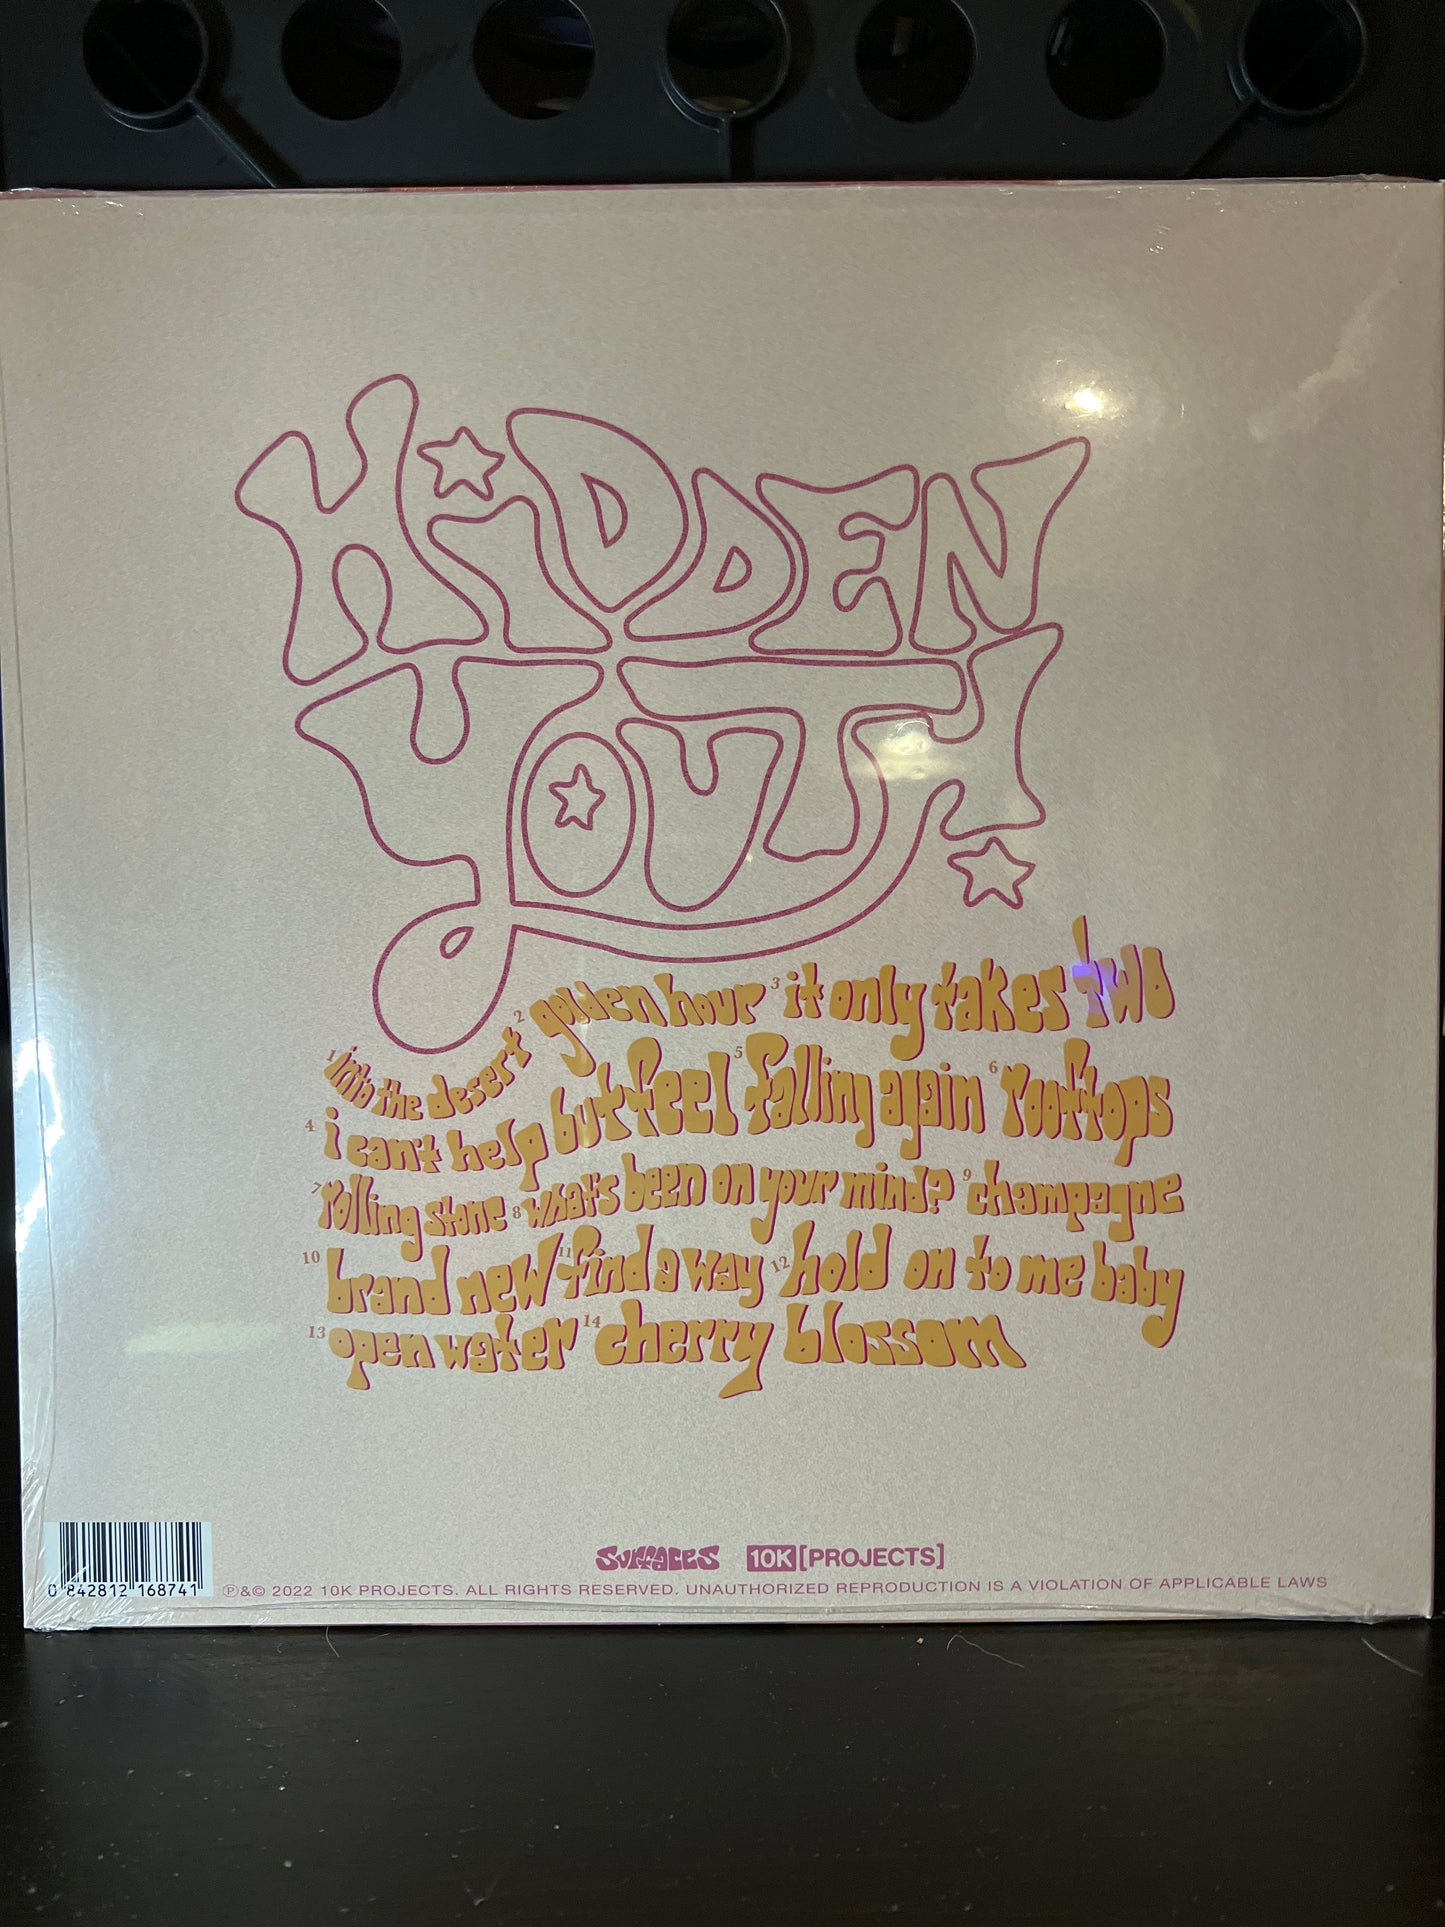 HiDDEN
YOUTH
1 into the desert 2 golden hour 3 it only takes two
4 i can't help but feel 5 falling again 6 rooftops
7 rolling stone 8 what's been on your mind? 9 champagne
10 brand new 11 find a way 12 hold on to me baby
13 open water 14 cherry blossom
surfaces 10K [PROJECTS]
0 842812 168741
℗&© 2022 10K PROJECTS. ALL RIGHTS RESERVED. UNAUTHORIZED REPRODUCTION IS A VIOLATION OF APPLICABLE LAWS